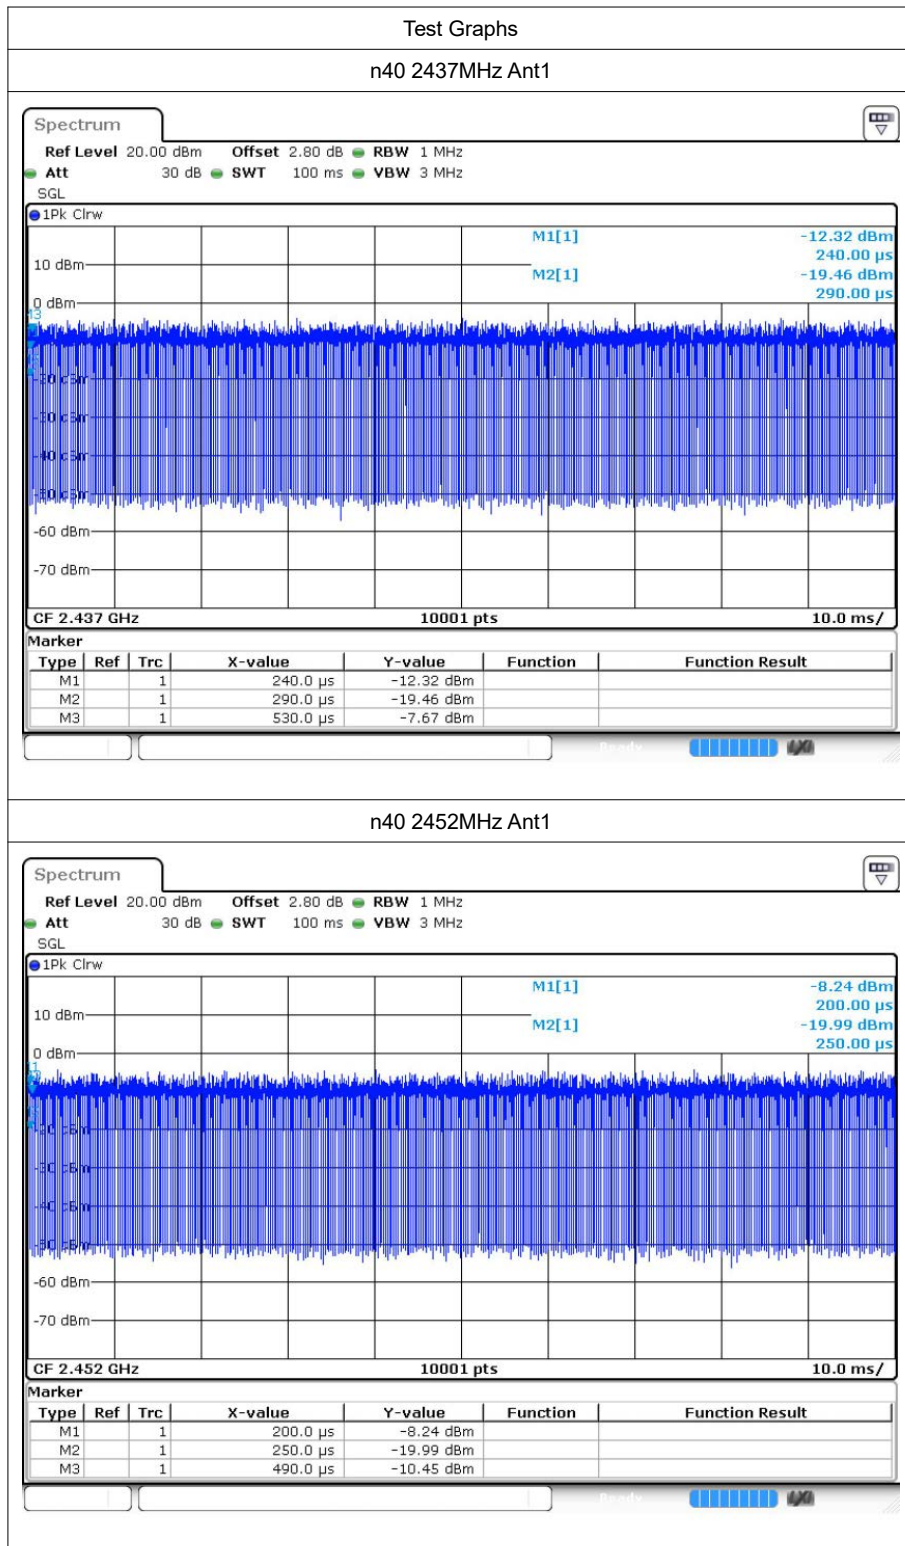 Test Graphs
n40 2437MHz Ant1
Spectrum
Ref Level 20.00 dBm Offset 2.80 dB RBW 1 MHz
Att 30 dB SWT 100 ms VBW 3 MHz
SGL
1Pk Clrw
M1[1] -12.32 dBm
240.00 µs
10 dBm
M2[1] -19.46 dBm
290.00 µs
0 dBm
M3
-60 dBm
-70 dBm
CF 2.437 GHz 10001 pts 10.0 ms/
Marker
Type Ref Trc X-value Y-value Function Function Result
M1 1 240.0 µs -12.32 dBm
M2 1 290.0 µs -19.46 dBm
M3 1 530.0 µs -7.67 dBm
Ready
n40 2452MHz Ant1
Spectrum
Ref Level 20.00 dBm Offset 2.80 dB RBW 1 MHz
Att 30 dB SWT 100 ms VBW 3 MHz
SGL
1Pk Clrw
M1[1] -8.24 dBm
200.00 µs
10 dBm
M2[1] -19.99 dBm
250.00 µs
0 dBm
-60 dBm
-70 dBm
CF 2.452 GHz 10001 pts 10.0 ms/
Marker
Type Ref Trc X-value Y-value Function Function Result
M1 1 200.0 µs -8.24 dBm
M2 1 250.0 µs -19.99 dBm
M3 1 490.0 µs -10.45 dBm
Ready